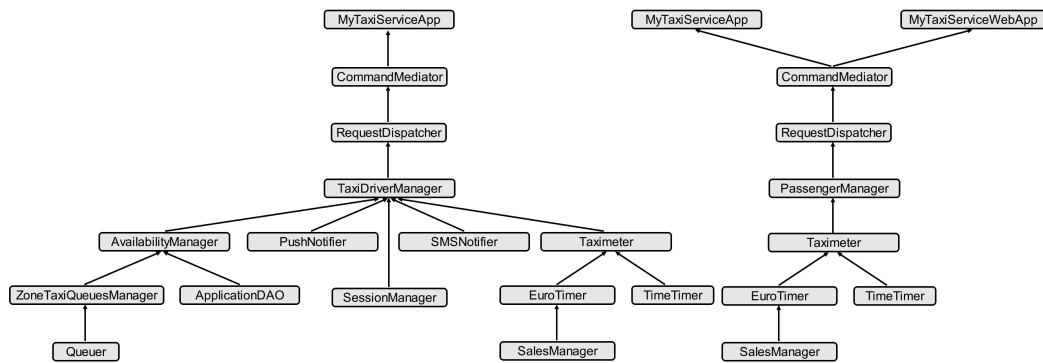 MyTaxiServiceApp
MyTaxiServiceApp
MyTaxiServiceWebApp
CommandMediator
CommandMediator
RequestDispatcher
RequestDispatcher
TaxiDriverManager
PassengerManager
AvailabilityManager
PushNotifier
SMSNotifier
Taximeter
Taximeter
ZoneTaxiQueuesManager
ApplicationDAO
SessionManager
EuroTimer
TimeTimer
EuroTimer
TimeTimer
Queuer
SalesManager
SalesManager